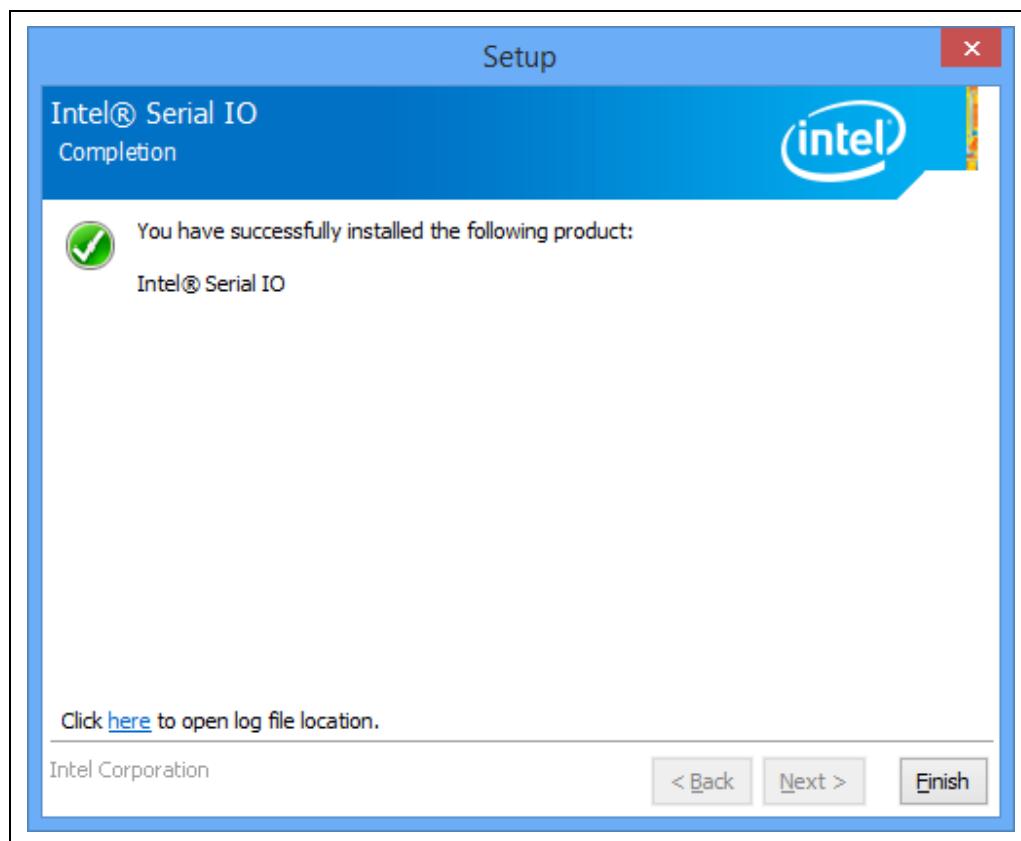 Setup
Intel® Serial IO
Completion
intel
You have successfully installed the following product:
Intel® Serial IO
Click here to open log file location.
Intel Corporation
< Back
Next >
Finish